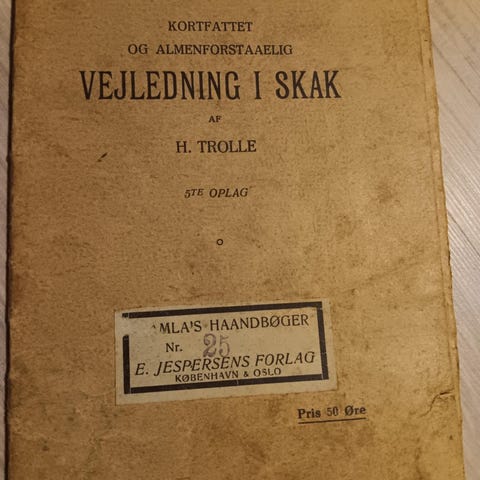 KORTFATTET
OG ALMENFORSTAAELIG
VEJLEDNING I SKAK
AF
H. TROLLE
5TE OPLAG
HAANDBØGER
Nr. 25
E. JESPERSENS FORLAG
KØBENHAVN & OSLO
Pris 50 Øre